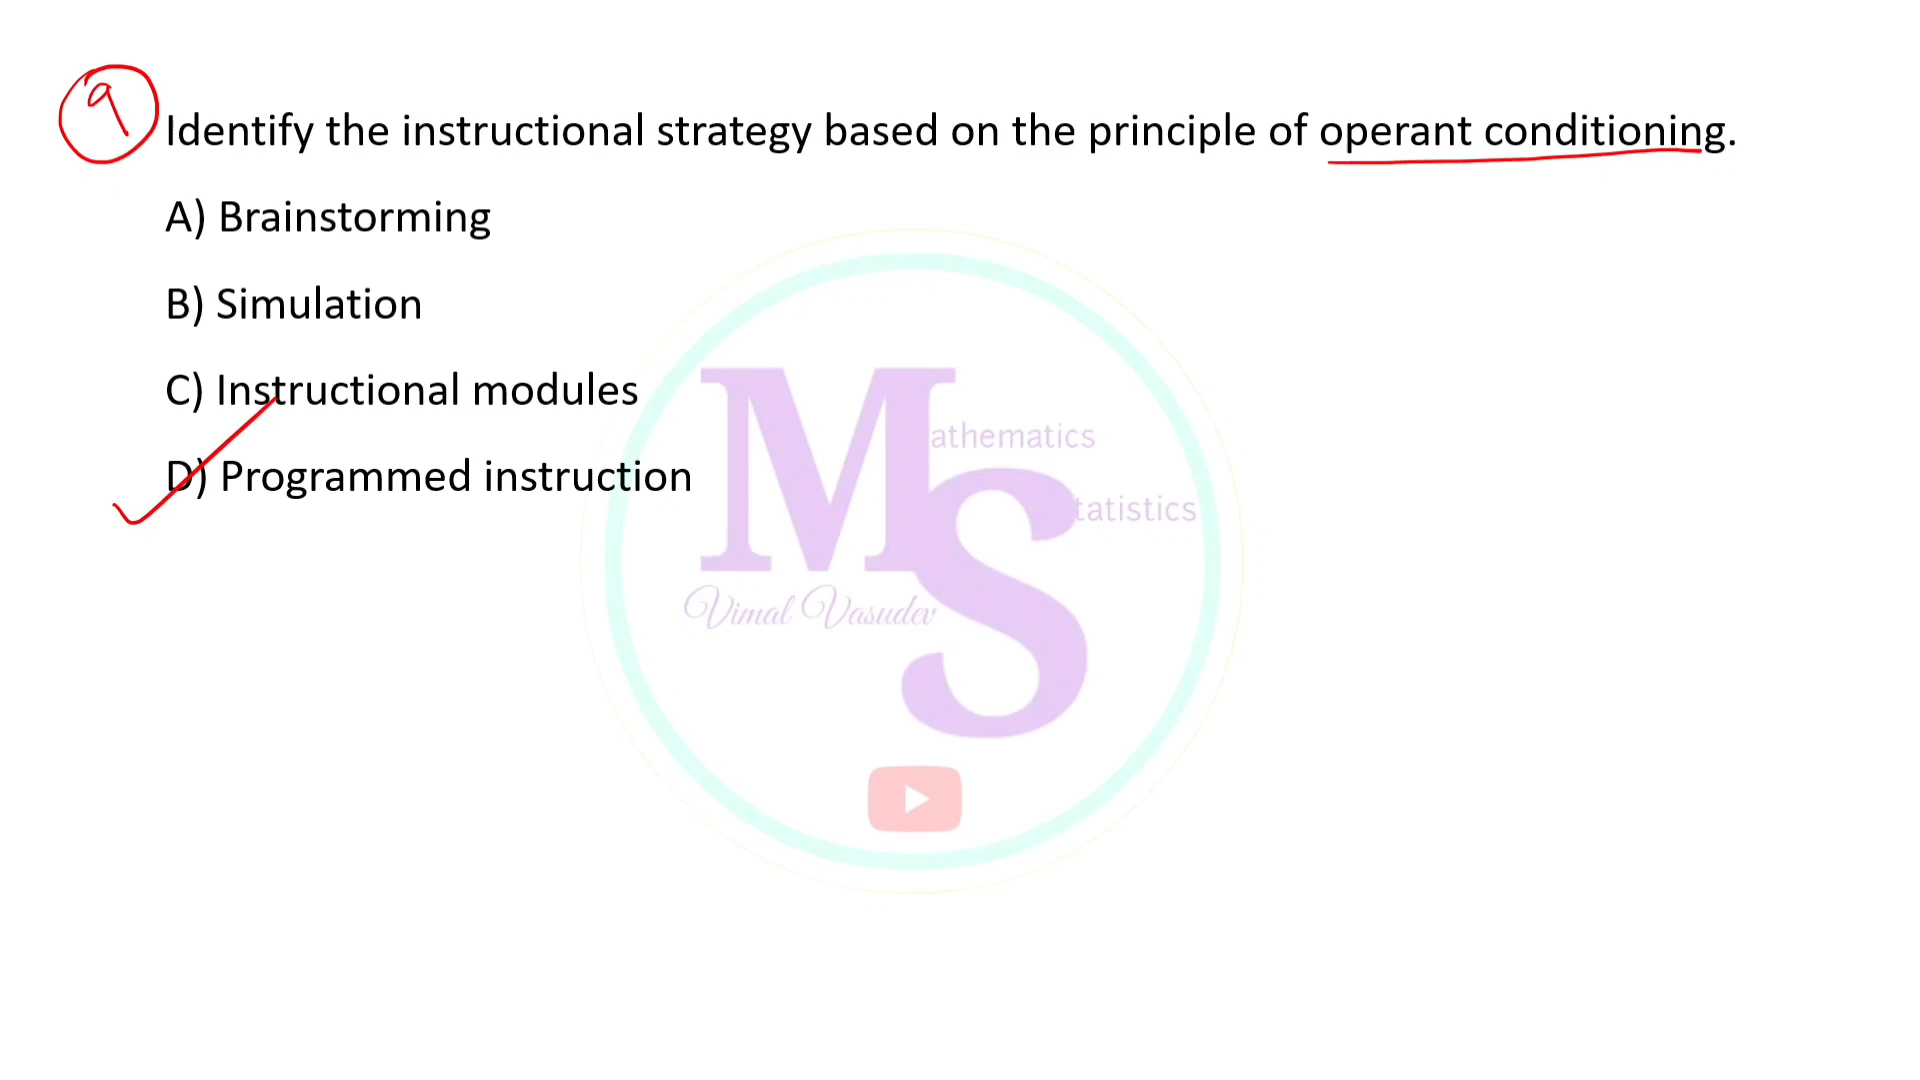 9
Identify the instructional strategy based on the principle of operant conditioning.
A) Brainstorming
B) Simulation
C) Instructional modules
D) Programmed instruction
M
athematics
S
tatistics
Vimal Vasudev